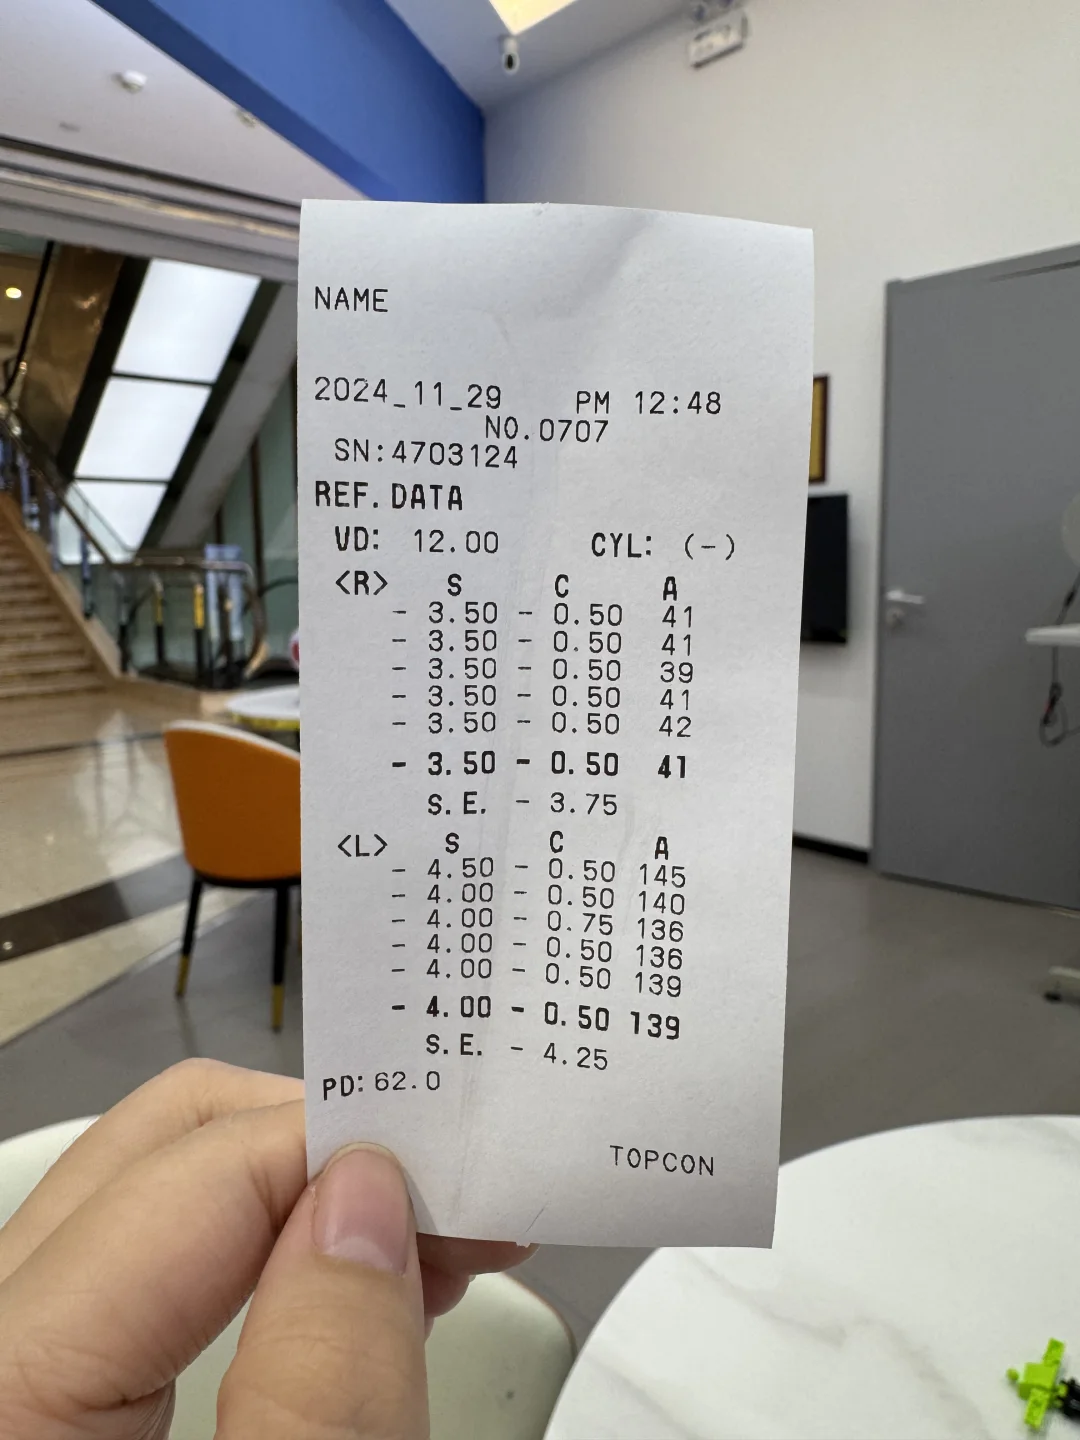 NAME
2024_11_29 PM 12:48
NO.0707
SN:4703124
REF. DATA
VD: 12.00 CYL: (-)
<R> S C A
- 3.50 - 0.50 41
- 3.50 - 0.50 41
- 3.50 - 0.50 39
- 3.50 - 0.50 41
- 3.50 - 0.50 42
- 3.50 - 0.50 41
S.E. - 3.75
<L> S C A
- 4.50 - 0.50 145
- 4.00 - 0.50 140
- 4.00 - 0.75 136
- 4.00 - 0.50 136
- 4.00 - 0.50 139
- 4.00 - 0.50 139
S.E. - 4.25
PD: 62.0
TOPCON